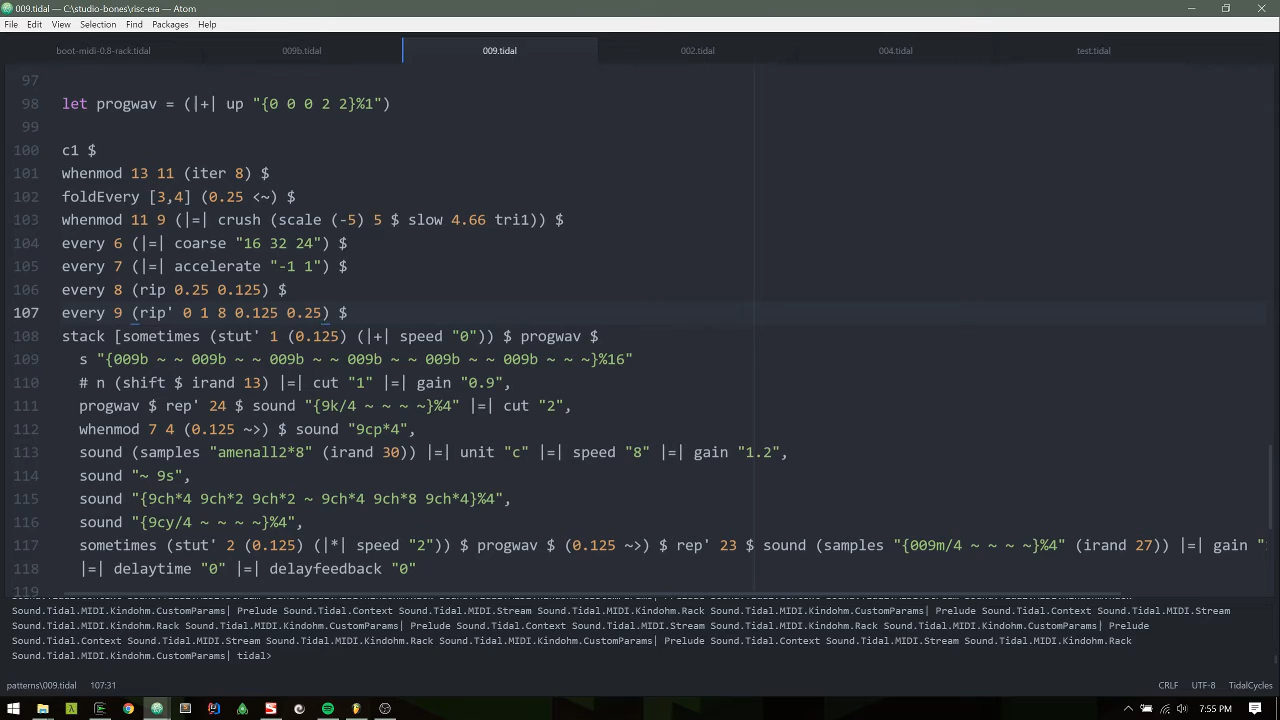 009.tidal — C:\studio-bones\risc-era — Atom
File Edit View Selection Find Packages Help
boot-midi-0.8-rack.tidal 009b.tidal 009.tidal 002.tidal 004.tidal test.tidal
97
98 let progwav = (|+| up "{0 0 0 2 2}%1")
99
100 c1 $
101 whenmod 13 11 (iter 8) $
102 foldEvery [3,4] (0.25 <~) $
103 whenmod 11 9 (|=| crush (scale (-5) 5 $ slow 4.66 tri1)) $
104 every 6 (|=| coarse "16 32 24") $
105 every 7 (|=| accelerate "-1 1") $
106 every 8 (rip 0.25 0.125) $
107 every 9 (rip' 0 1 8 0.125 0.25) $
108 stack [sometimes (stut' 1 (0.125) (|+| speed "0")) $ progwav $
109 s "{009b ~ ~ 009b ~ ~ 009b ~ ~ 009b ~ ~ 009b ~ ~ 009b ~ ~ ~}%16"
110 # n (shift $ irand 13) |=| cut "1" |=| gain "0.9",
111 progwav $ rep' 24 $ sound "{9k/4 ~ ~ ~ ~}%4" |=| cut "2",
112 whenmod 7 4 (0.125 ~>) $ sound "9cp*4",
113 sound (samples "amenall2*8" (irand 30)) |=| unit "c" |=| speed "8" |=| gain "1.2",
114 sound "~ 9s",
115 sound "{9ch*4 9ch*2 9ch*2 ~ 9ch*4 9ch*8 9ch*4}%4",
116 sound "{9cy/4 ~ ~ ~ ~}%4",
117 sometimes (stut' 2 (0.125) (|*| speed "2")) $ progwav $ (0.125 ~>) $ rep' 23 $ sound (samples "{009m/4 ~ ~ ~ ~}%4" (irand 27)) |=| gain "
118 |=| delaytime "0" |=| delayfeedback "0"
119
Sound.Tidal.MIDI.Kindohm.CustomParams| Prelude Sound.Tidal.Context Sound.Tidal.MIDI.Stream Sound.Tidal.MIDI.Kindohm.Rack Sound.Tidal.MIDI.Kindohm.CustomParams| Prelude Sound.Tidal.Context Sound.Tidal.MIDI.Stream
Sound.Tidal.MIDI.Kindohm.Rack Sound.Tidal.MIDI.Kindohm.CustomParams| Prelude Sound.Tidal.Context Sound.Tidal.MIDI.Stream Sound.Tidal.MIDI.Kindohm.Rack Sound.Tidal.MIDI.Kindohm.CustomParams| Prelude
Sound.Tidal.Context Sound.Tidal.MIDI.Stream Sound.Tidal.MIDI.Kindohm.Rack Sound.Tidal.MIDI.Kindohm.CustomParams| Prelude Sound.Tidal.Context Sound.Tidal.MIDI.Stream Sound.Tidal.MIDI.Kindohm.Rack
Sound.Tidal.MIDI.Kindohm.CustomParams| tidal>
patterns\009.tidal 107:31 CRLF UTF-8 TidalCycles
7:55 PM